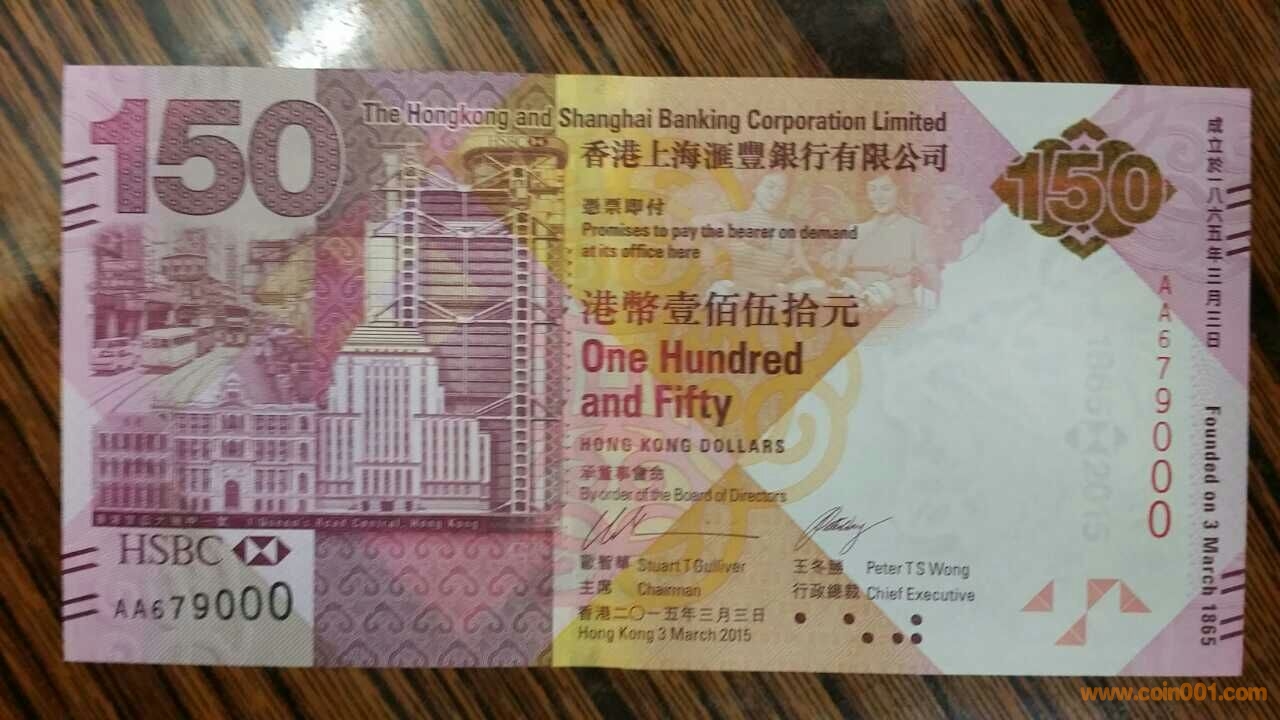 150
The Hongkong and Shanghai Banking Corporation Limited
香港上海滙豐銀行有限公司
憑票即付
Promises to pay the bearer on demand
at its office here
港幣壹佰伍拾元
One Hundred
and Fifty
HONG KONG DOLLARS
承董事會命
By order of the Board of Directors
歐智華 Stuart T Gulliver
主席 Chairman
王冬勝 Peter T S Wong
行政總裁 Chief Executive
香港二〇一五年三月三日
Hong Kong 3 March 2015
HSBC
1 Queen's Road Central, Hong Kong
HSBC
AA679000
150
AA679000
成立於一八六五年三月三日
Founded on 3 March 1865
www.coin001.com